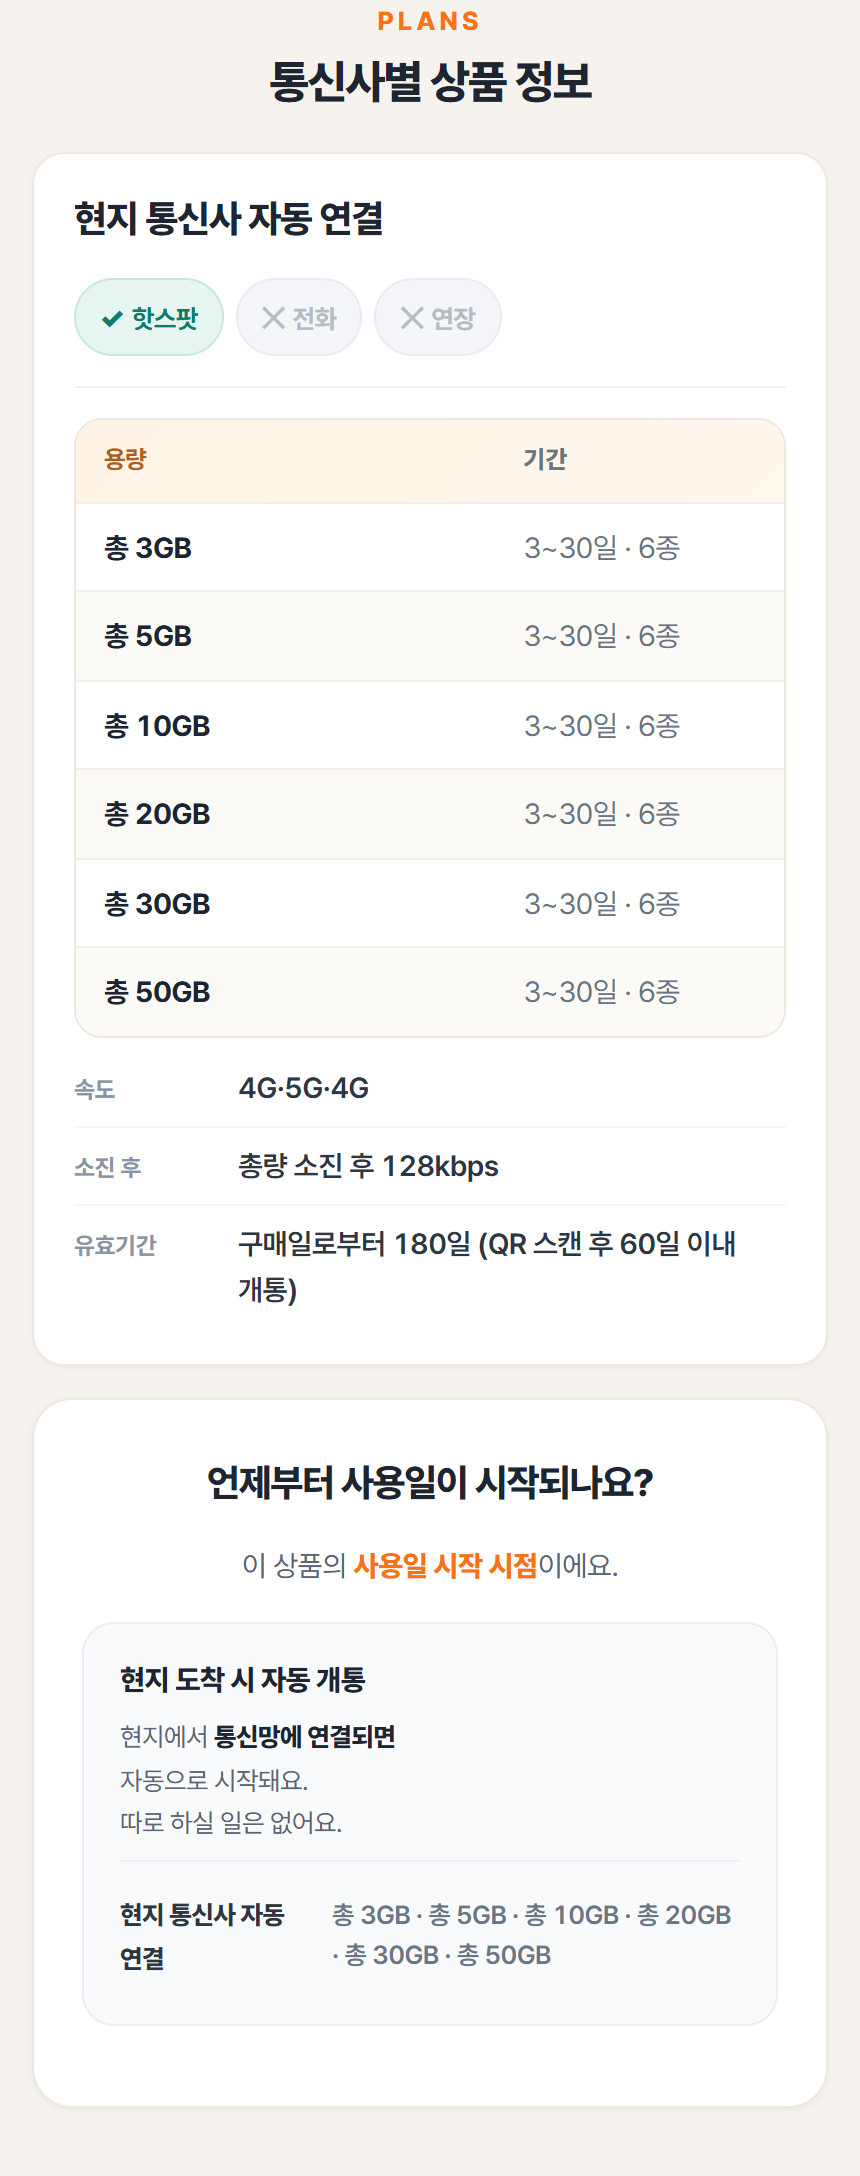 PLANS
통신사별 상품 정보
현지 통신사 자동 연결
✓ 핫스팟 ✕ 전화 ✕ 연장
용량 기간
총 3GB 3~30일 · 6종
총 5GB 3~30일 · 6종
총 10GB 3~30일 · 6종
총 20GB 3~30일 · 6종
총 30GB 3~30일 · 6종
총 50GB 3~30일 · 6종
속도 4G·5G·4G
소진 후 총량 소진 후 128kbps
유효기간 구매일로부터 180일 (QR 스캔 후 60일 이내
개통)
언제부터 사용일이 시작되나요?
이 상품의 사용일 시작 시점이에요.
현지 도착 시 자동 개통
현지에서 통신망에 연결되면
자동으로 시작돼요.
따로 하실 일은 없어요.
현지 통신사 자동
연결
총 3GB · 총 5GB · 총 10GB · 총 20GB
· 총 30GB · 총 50GB